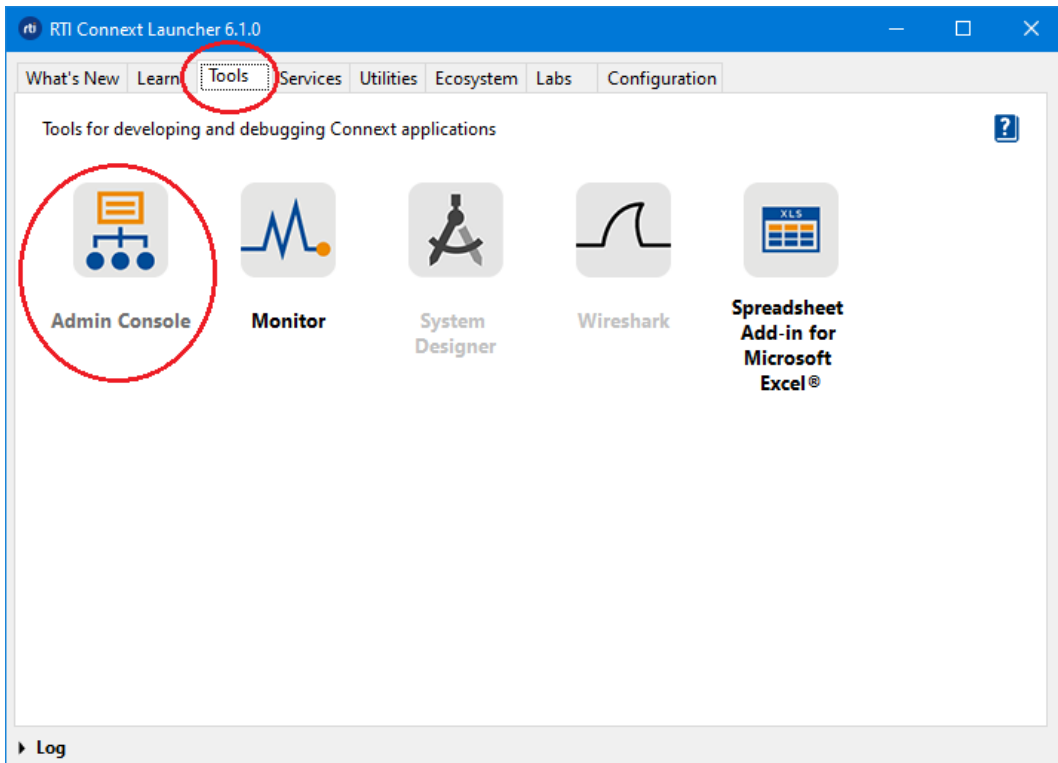 rti RTI Connext Launcher 6.1.0
What's New Learn Tools Services Utilities Ecosystem Labs Configuration
Tools for developing and debugging Connext applications ?
XLS
Admin Console Monitor System Designer Wireshark Spreadsheet Add-in for Microsoft Excel®
Log